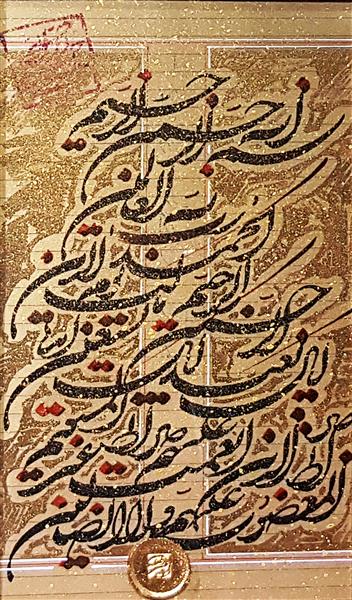 بسم الله الرحمن الرحیم
الحمد لله رب العالمین
الرحمن الرحیم مالک یوم الدین
ایاک نعبد و ایاک نستعین
اهدنا الصراط المستقیم
صراط الذین انعمت علیهم غیر
المغضوب علیهم ولا الضالین